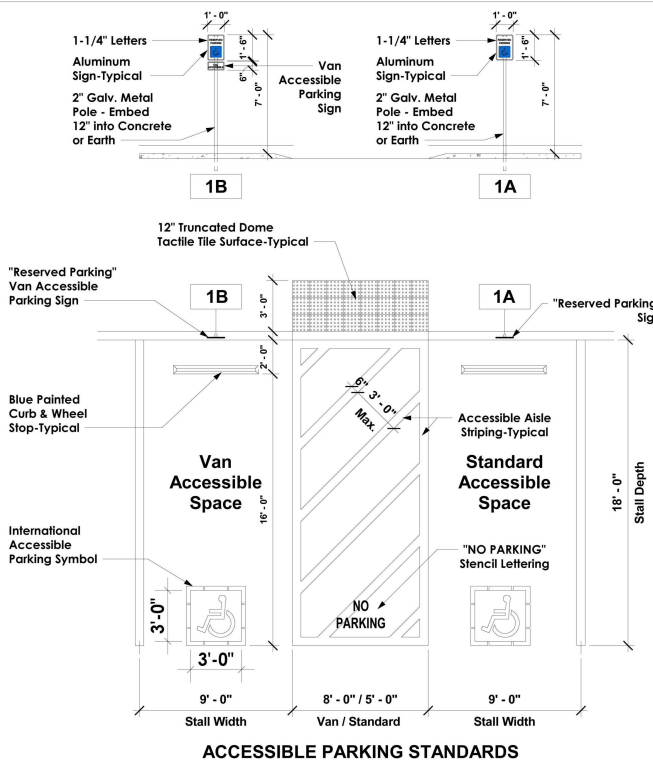 1' - 0"
1-1/4" Letters
Aluminum
Sign-Typical
2" Galv. Metal
Pole - Embed
12" into Concrete
or Earth
RESERVED
PARKING
1' - 6"
6"
7' - 0"
Van
Accessible
Parking
Sign
1B
1' - 0"
1-1/4" Letters
Aluminum
Sign-Typical
2" Galv. Metal
Pole - Embed
12" into Concrete
or Earth
RESERVED
PARKING
1' - 6"
7' - 0"
1A
12" Truncated Dome
Tactile Tile Surface-Typical
"Reserved Parking"
Van Accessible
Parking Sign
1B
3' - 0"
1A
"Reserved Parking
Sig
2' - 0"
Blue Painted
Curb & Wheel
Stop-Typical
6"
3' - 0"
Max.
Accessible Aisle
Striping-Typical
Van
Accessible
Space
16' - 0"
Standard
Accessible
Space
18' - 0"
Stall Depth
International
Accessible
Parking Symbol
"NO PARKING"
Stencil Lettering
NO
PARKING
3'-0"
3'-0"
9' - 0"
8' - 0" / 5' - 0"
9' - 0"
Stall Width
Van / Standard
Stall Width
ACCESSIBLE PARKING STANDARDS